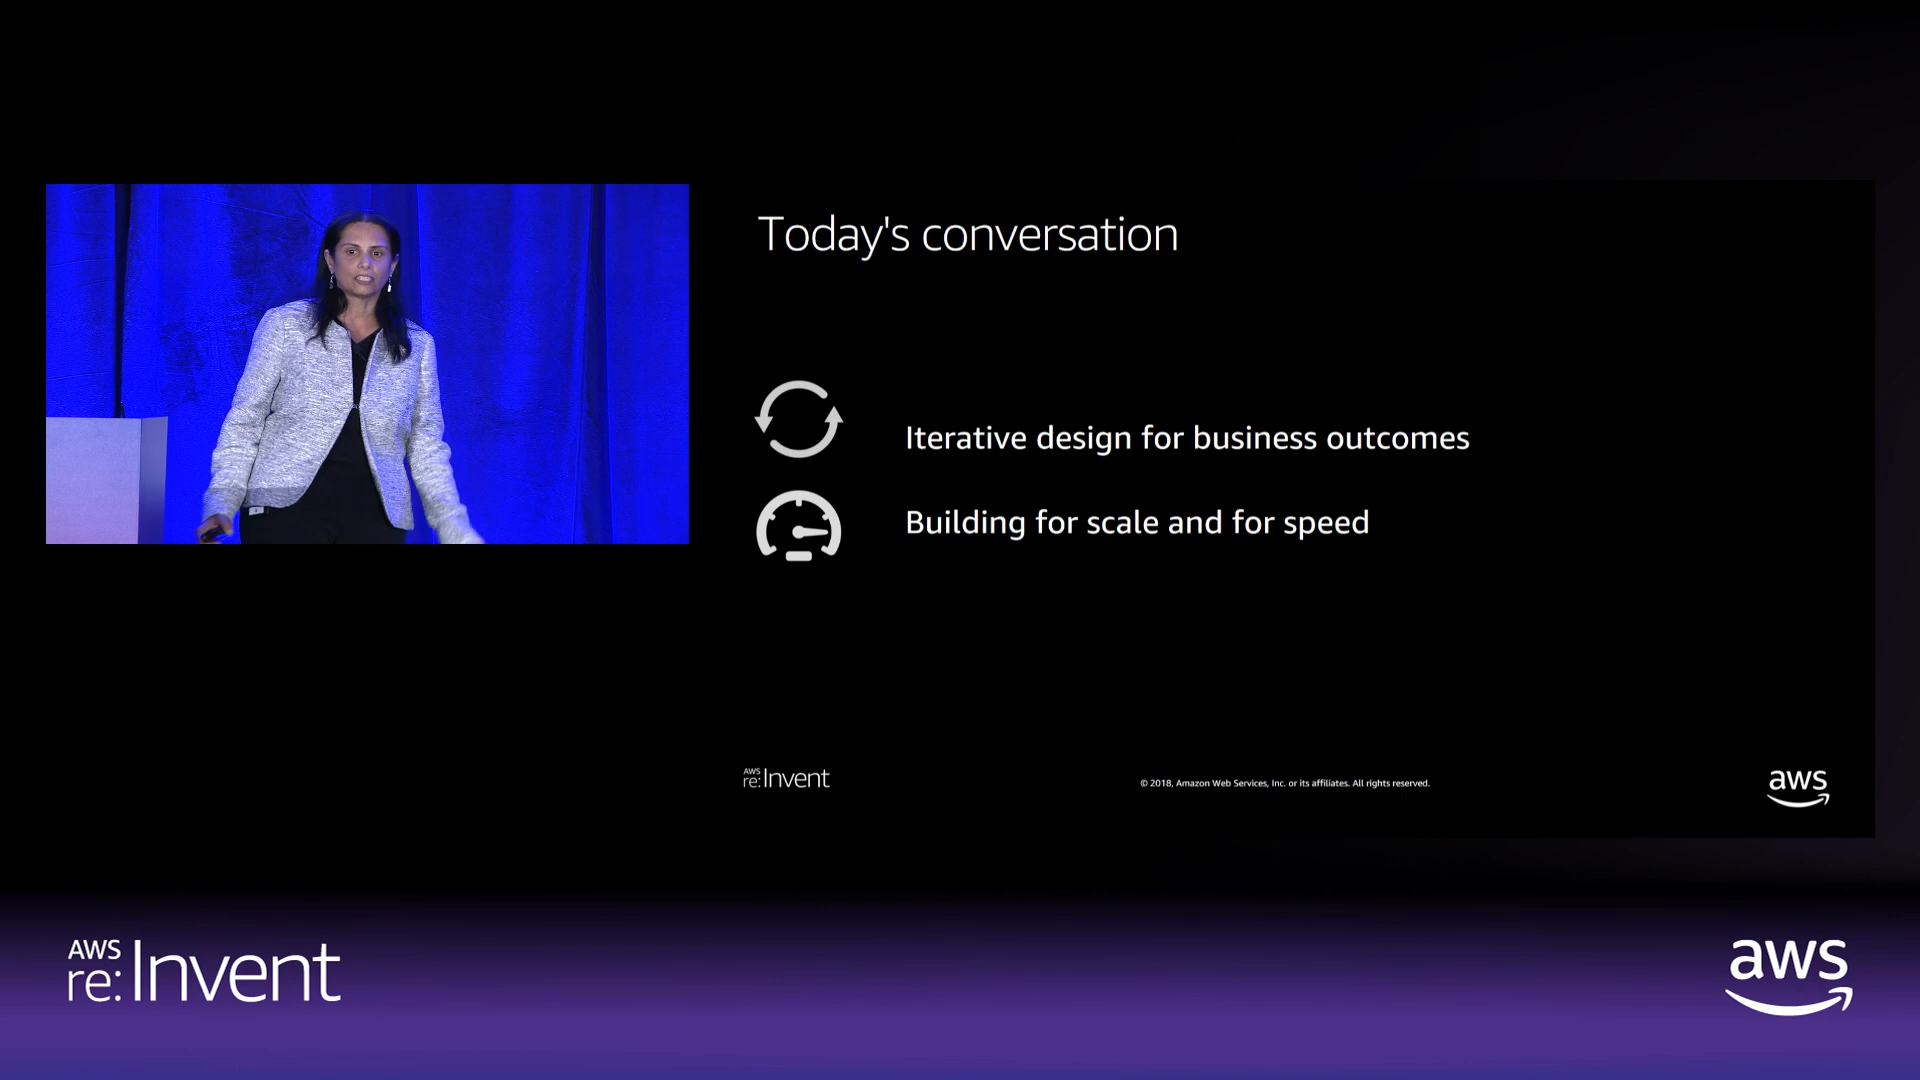 Today's conversation
Iterative design for business outcomes
Building for scale and for speed
AWS
re:Invent
© 2018, Amazon Web Services, Inc. or its affiliates. All rights reserved.
aws
AWS
re:Invent
aws